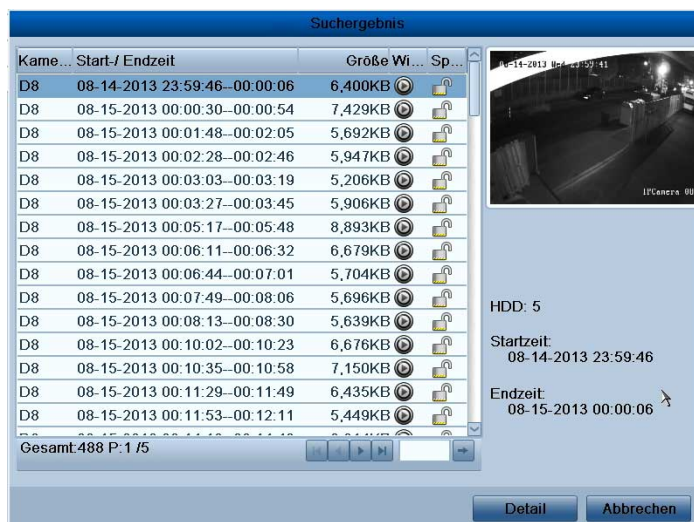 Suchergebnis
Kame... Start-/ Endzeit Größe Wi... Sp...
D8 08-14-2013 23:59:46--00:00:06 6,400KB
D8 08-15-2013 00:00:30--00:00:54 7,429KB
D8 08-15-2013 00:01:48--00:02:05 5,692KB
D8 08-15-2013 00:02:28--00:02:46 5,947KB
D8 08-15-2013 00:03:03--00:03:19 5,206KB
D8 08-15-2013 00:03:27--00:03:45 5,906KB
D8 08-15-2013 00:05:17--00:05:48 8,893KB
D8 08-15-2013 00:06:11--00:06:32 6,679KB
D8 08-15-2013 00:06:44--00:07:01 5,704KB
D8 08-15-2013 00:07:49--00:08:06 5,696KB
D8 08-15-2013 00:08:13--00:08:30 5,639KB
D8 08-15-2013 00:10:02--00:10:23 6,676KB
D8 08-15-2013 00:10:35--00:10:58 7,150KB
D8 08-15-2013 00:11:29--00:11:49 6,435KB
D8 08-15-2013 00:11:53--00:12:11 5,449KB
Gesamt:488 P:1 /5
08-14-2013 Wed 23:59:41
IPCamera
HDD: 5
Startzeit:
08-14-2013 23:59:46
Endzeit:
08-15-2013 00:00:06
Detail
Abbrechen